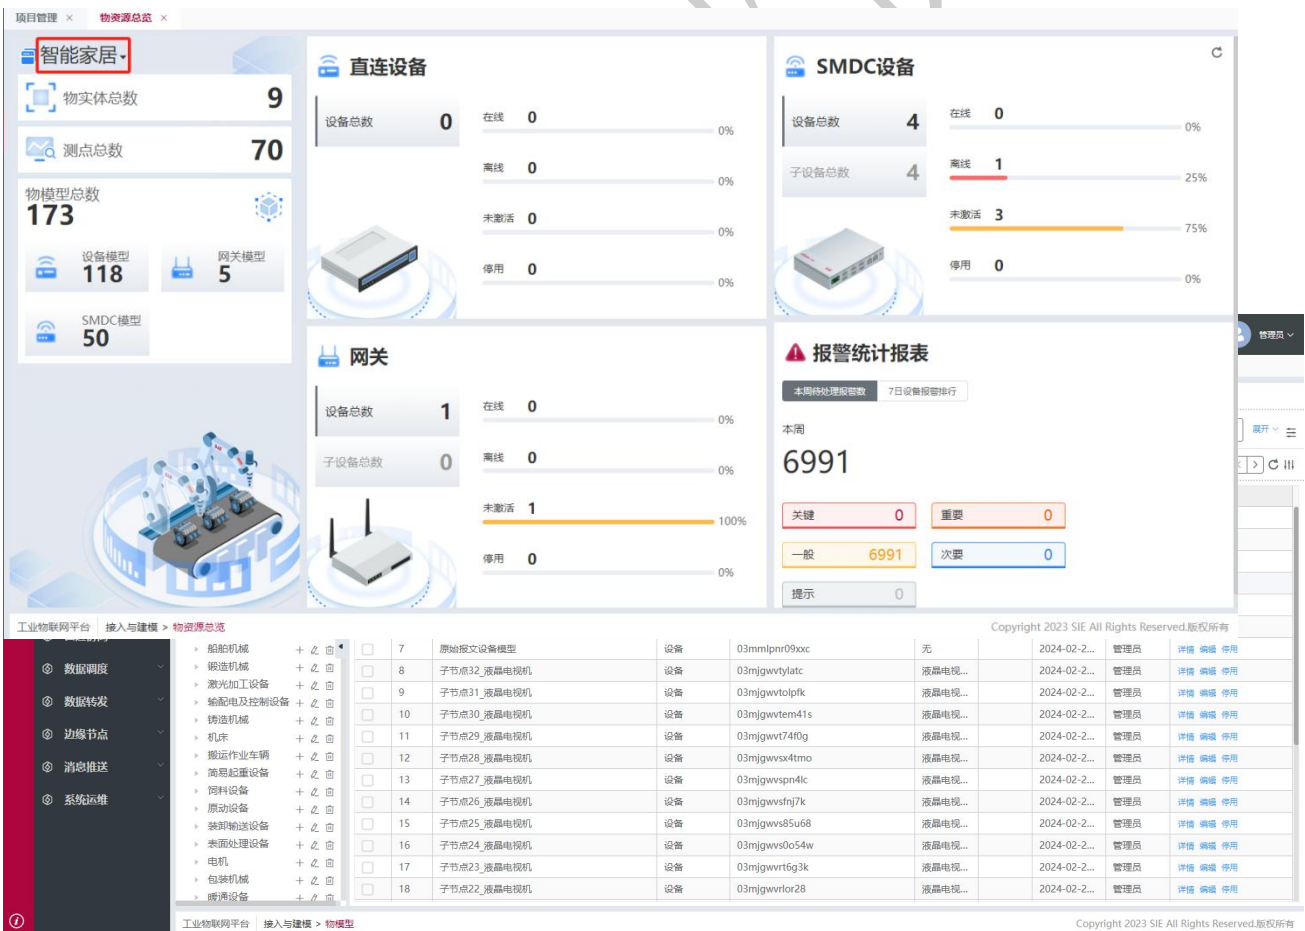 项目管理 ×
物资源总览 ×
智能家居
物实体总数 9
测点总数 70
物模型总数
173
设备模型
118
网关模型
5
SMDC模型
50
直连设备
设备总数 0
在线 0
0%
离线 0
0%
未激活 0
0%
停用 0
0%
SMDC设备
设备总数 4
子设备总数 4
在线 0
0%
离线 1
25%
未激活 3
75%
停用 0
0%
网关
设备总数 1
子设备总数 0
在线 0
0%
离线 0
0%
未激活 1
100%
停用 0
0%
报警统计报表
本周待处理报警数 7日设备报警排行
本周
6991
关键 0
重要 0
一般 6991
次要 0
提示 0
管理员
展开
工业物联网平台 接入与建模 > 物资源总览
Copyright 2023 SIE All Rights Reserved.版权所有
数据调度
数据转发
边缘节点
消息推送
系统运维
船舶机械
锻造机械
激光加工设备
输配电及控制设备
铸造机械
机床
搬运作业车辆
简易起重设备
饲料设备
原动设备
装卸输送设备
表面处理设备
电机
包装机械
暖通设备
7 原始报文设备模型 设备 03mmlpnr09xxc 无 2024-02-2... 管理员 详情 编辑 停用
8 子节点32_液晶电视机 设备 03mjgwvtylatc 液晶电视... 2024-02-2... 管理员 详情 编辑 停用
9 子节点31_液晶电视机 设备 03mjgwvtolpfk 液晶电视... 2024-02-2... 管理员 详情 编辑 停用
10 子节点30_液晶电视机 设备 03mjgwvtem41s 液晶电视... 2024-02-2... 管理员 详情 编辑 停用
11 子节点29_液晶电视机 设备 03mjgwvt74f0g 液晶电视... 2024-02-2... 管理员 详情 编辑 停用
12 子节点28_液晶电视机 设备 03mjgwvsx4tmo 液晶电视... 2024-02-2... 管理员 详情 编辑 停用
13 子节点27_液晶电视机 设备 03mjgwvspn4lc 液晶电视... 2024-02-2... 管理员 详情 编辑 停用
14 子节点26_液晶电视机 设备 03mjgwvsfnj7k 液晶电视... 2024-02-2... 管理员 详情 编辑 停用
15 子节点25_液晶电视机 设备 03mjgwvs85u68 液晶电视... 2024-02-2... 管理员 详情 编辑 停用
16 子节点24_液晶电视机 设备 03mjgwvs0o54w 液晶电视... 2024-02-2... 管理员 详情 编辑 停用
17 子节点23_液晶电视机 设备 03mjgwvrt6g3k 液晶电视... 2024-02-2... 管理员 详情 编辑 停用
18 子节点22_液晶电视机 设备 03mjgwvrlor28 液晶电视... 2024-02-2... 管理员 详情 编辑 停用
工业物联网平台 接入与建模 > 物模型
Copyright 2023 SIE All Rights Reserved.版权所有